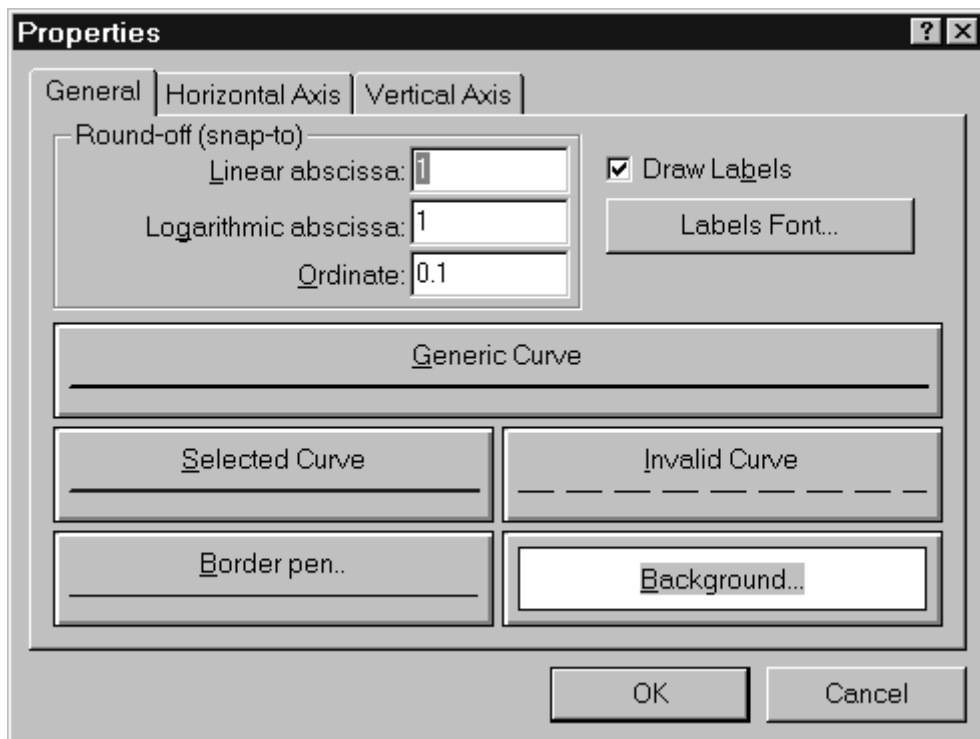 Properties
General Horizontal Axis Vertical Axis
Round-off (snap-to)
Linear abscissa: 1
Draw Labels
Logarithmic abscissa: 1
Labels Font...
Ordinate: 0.1
Generic Curve
Selected Curve
Invalid Curve
Border pen..
Background...
OK
Cancel